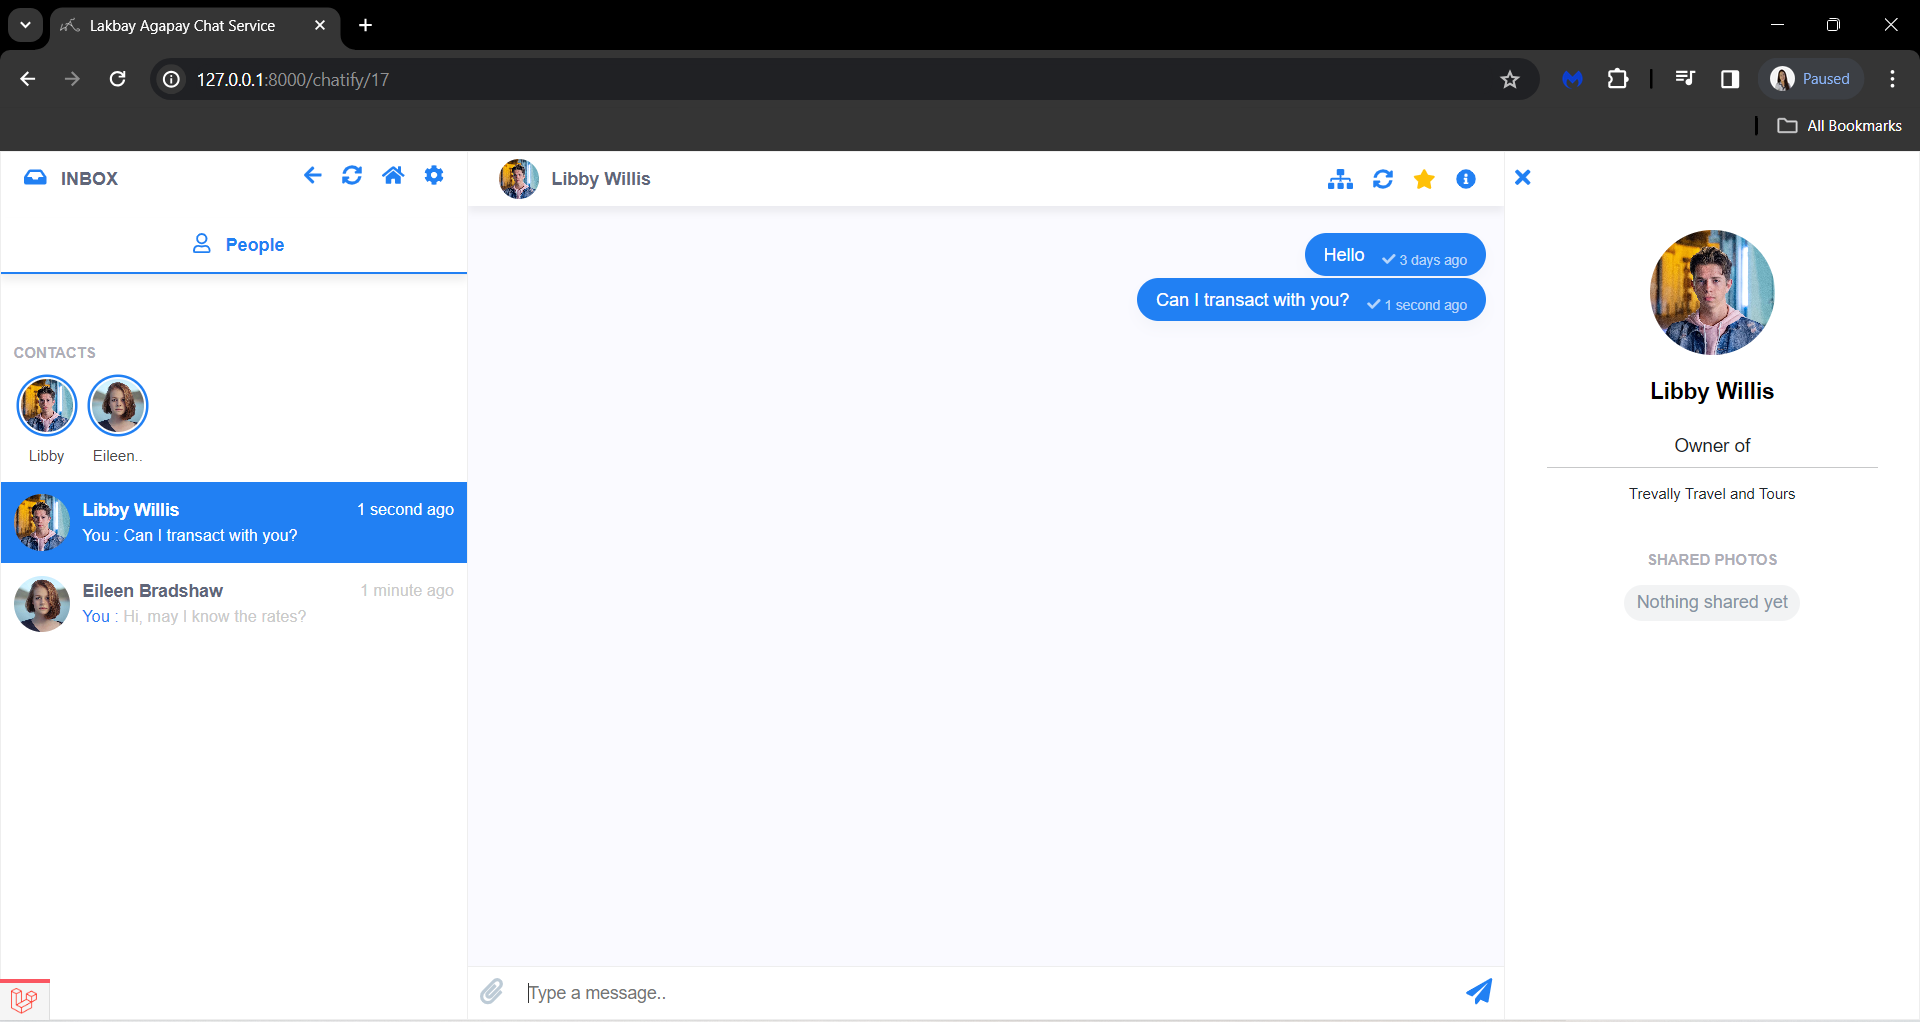 Lakbay Agapay Chat Service
127.0.0.1:8000/chatify/17
Paused
All Bookmarks
INBOX
People
CONTACTS
Libby
Eileen..
Libby Willis
1 second ago
You : Can I transact with you?
Eileen Bradshaw
1 minute ago
You : Hi, may I know the rates?
Libby Willis
Hello
3 days ago
Can I transact with you?
1 second ago
Type a message..
Libby Willis
Owner of
Trevally Travel and Tours
SHARED PHOTOS
Nothing shared yet